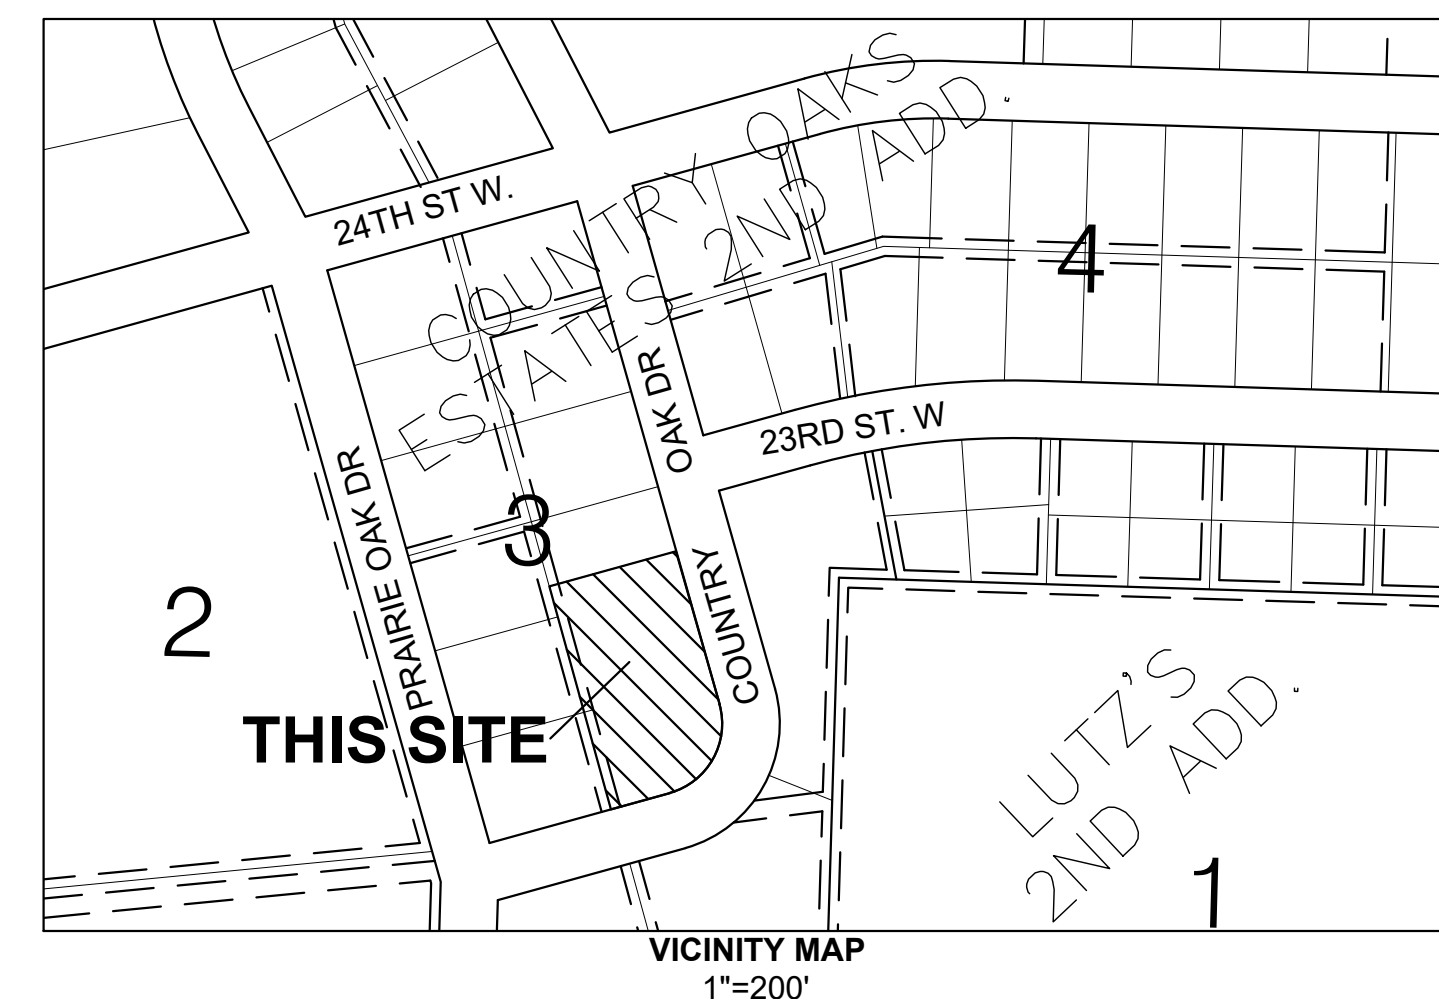 COUNTRY OAKS
ESTATES 2ND ADD.
24TH ST W.
4
OAK DR
23RD ST. W
PRAIRIE OAK DR
3
COUNTRY
2
THIS SITE
LUTZ'S
2ND ADD.
1
VICINITY MAP
1"=200'